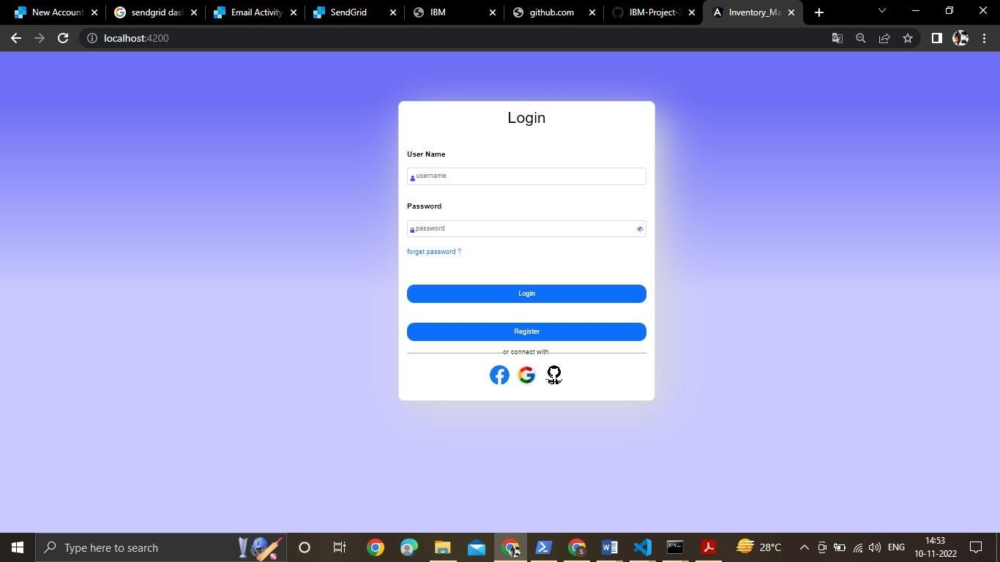 New Account
sendgrid das
Email Activity
SendGrid
IBM
github.com
IBM-Project-3
Inventory_Ma
localhost:4200
Login
User Name
username
Password
password
forget password ?
Login
Register
or connect with
Type here to search
28°C
ENG
14:53
10-11-2022